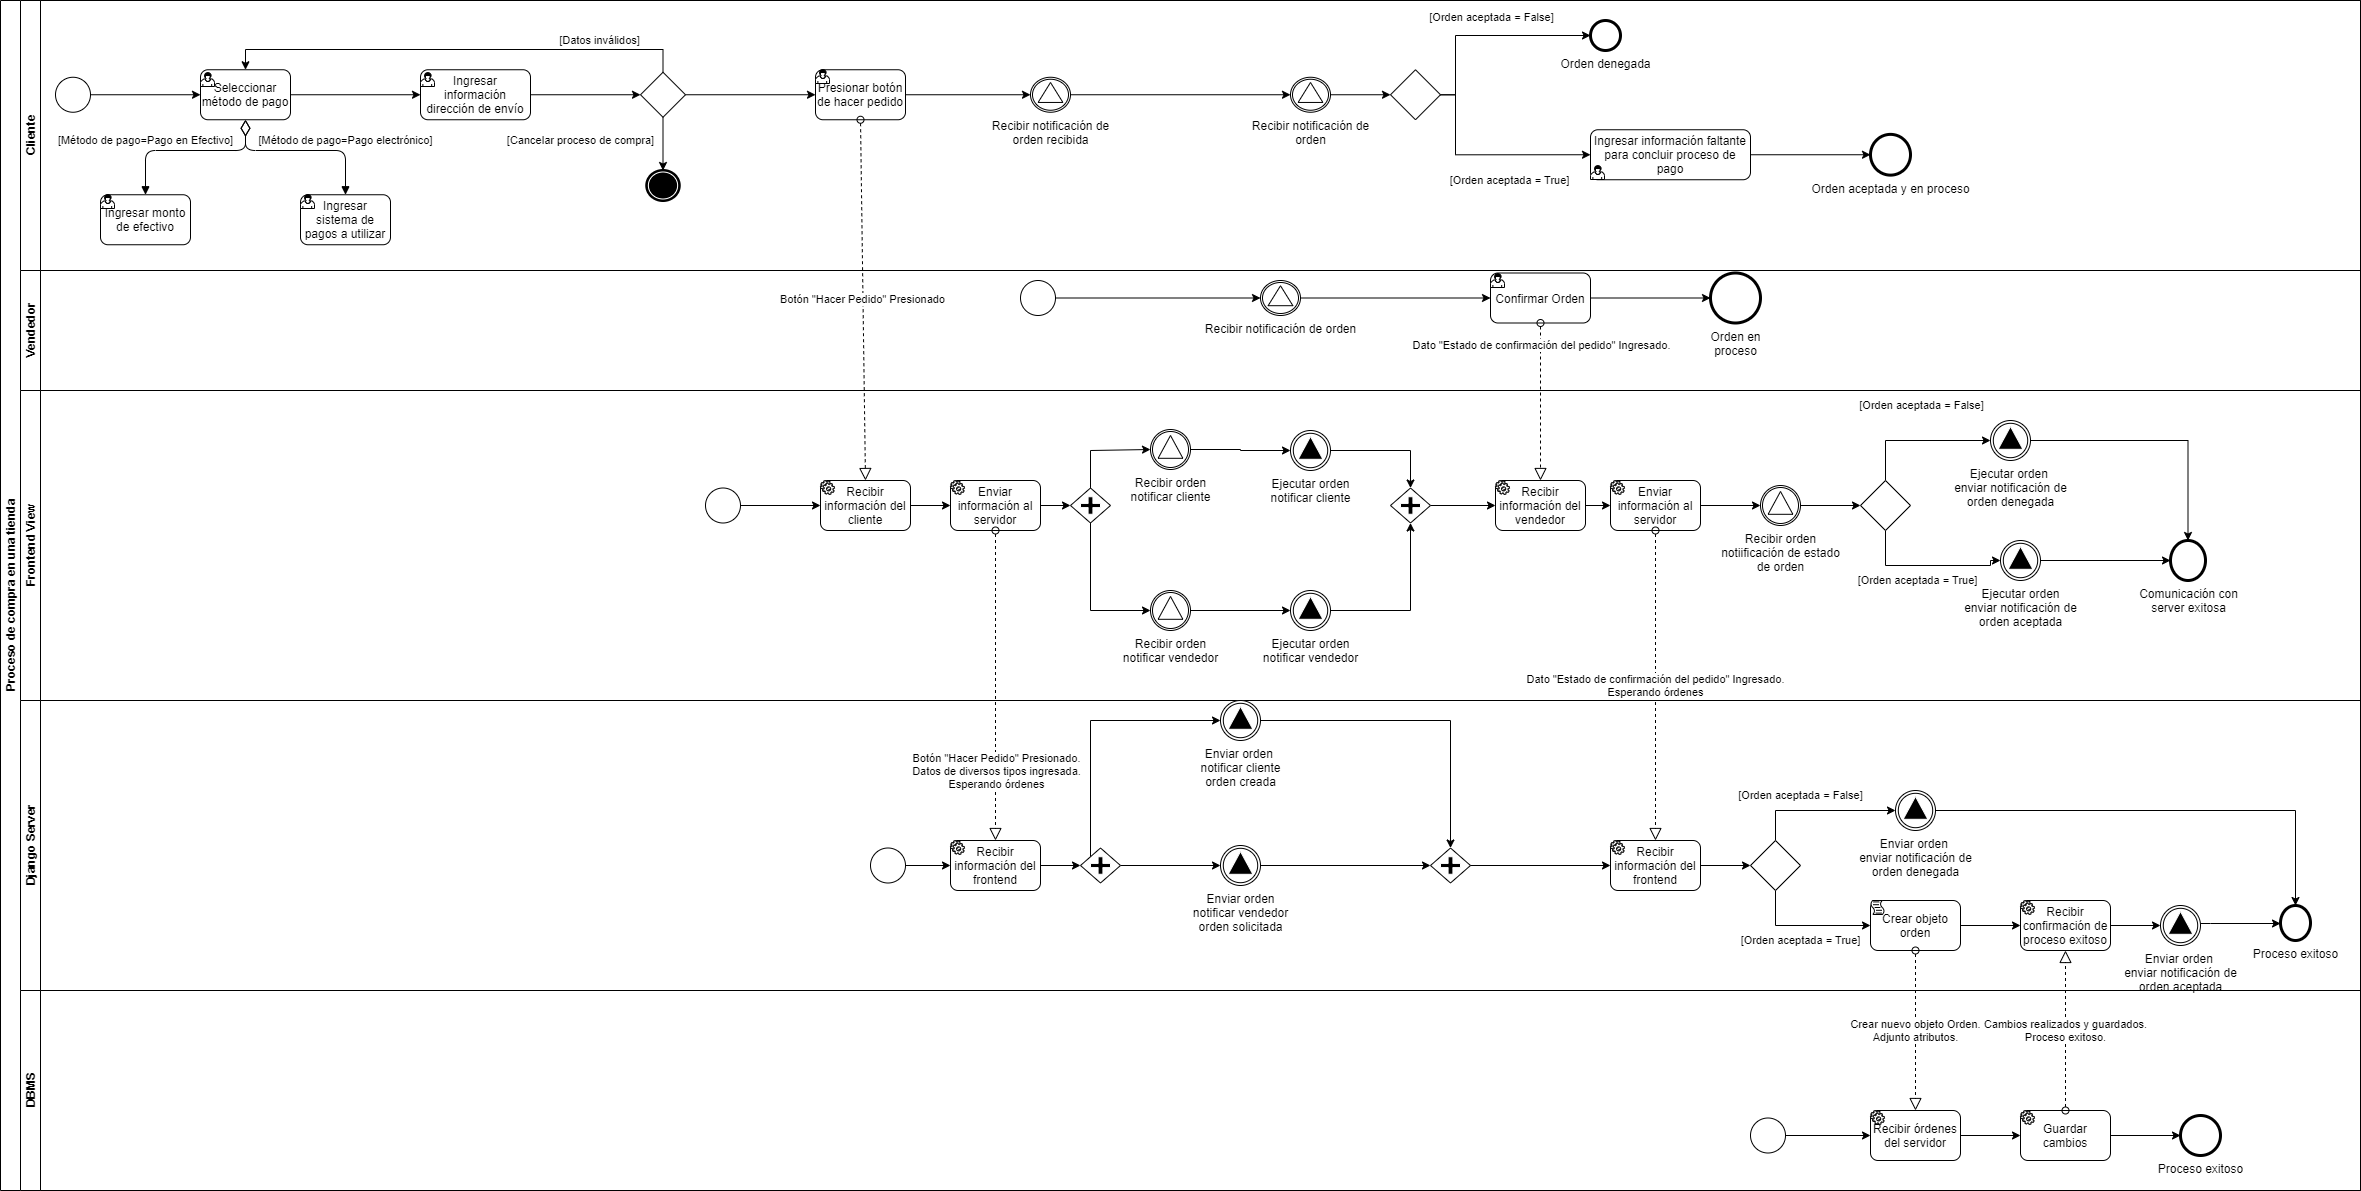 Proceso de compra en una tienda
Cliente
[Datos inválidos]
Seleccionar
método de pago
Ingresar
información
dirección de envío
[Método de pago=Pago en Efectivo]
[Método de pago=Pago electrónico]
Ingresar monto
de efectivo
Ingresar
sistema de
pagos a utilizar
[Cancelar proceso de compra]
Presionar botón
de hacer pedido
Recibir notificación de
orden recibida
Recibir notificación de
orden
[Orden aceptada = False]
Orden denegada
[Orden aceptada = True]
Ingresar información faltante
para concluir proceso de
pago
Orden aceptada y en proceso
Vendedor
Botón "Hacer Pedido" Presionado
Recibir notificación de orden
Confirmar Orden
Dato "Estado de confirmación del pedido" Ingresado.
Orden en
proceso
Frontend View
Recibir
información del
cliente
Enviar
información al
servidor
Recibir orden
notificar cliente
Ejecutar orden
notificar cliente
Recibir orden
notificar vendedor
Ejecutar orden
notificar vendedor
Recibir
información del
vendedor
Enviar
información al
servidor
Recibir orden
notiificación de estado
de orden
[Orden aceptada = False]
Ejecutar orden
enviar notificación de
orden denegada
[Orden aceptada = True]
Ejecutar orden
enviar notificación de
orden aceptada
Comunicación con
server exitosa
Dato "Estado de confirmación del pedido" Ingresado.
Esperando órdenes
Django Server
Botón "Hacer Pedido" Presionado.
Datos de diversos tipos ingresada.
Esperando órdenes
Recibir
información del
frontend
Enviar orden
notificar cliente
orden creada
Enviar orden
notificar vendedor
orden solicitada
Recibir
información del
frontend
[Orden aceptada = False]
Enviar orden
enviar notificación de
orden denegada
[Orden aceptada = True]
Crear objeto
orden
Recibir
confirmación de
proceso exitoso
Enviar orden
enviar notificación de
orden aceptada
Proceso exitoso
DBMS
Crear nuevo objeto Orden.
Adjunto atributos.
Cambios realizados y guardados.
Proceso exitoso.
Recibir órdenes
del servidor
Guardar
cambios
Proceso exitoso